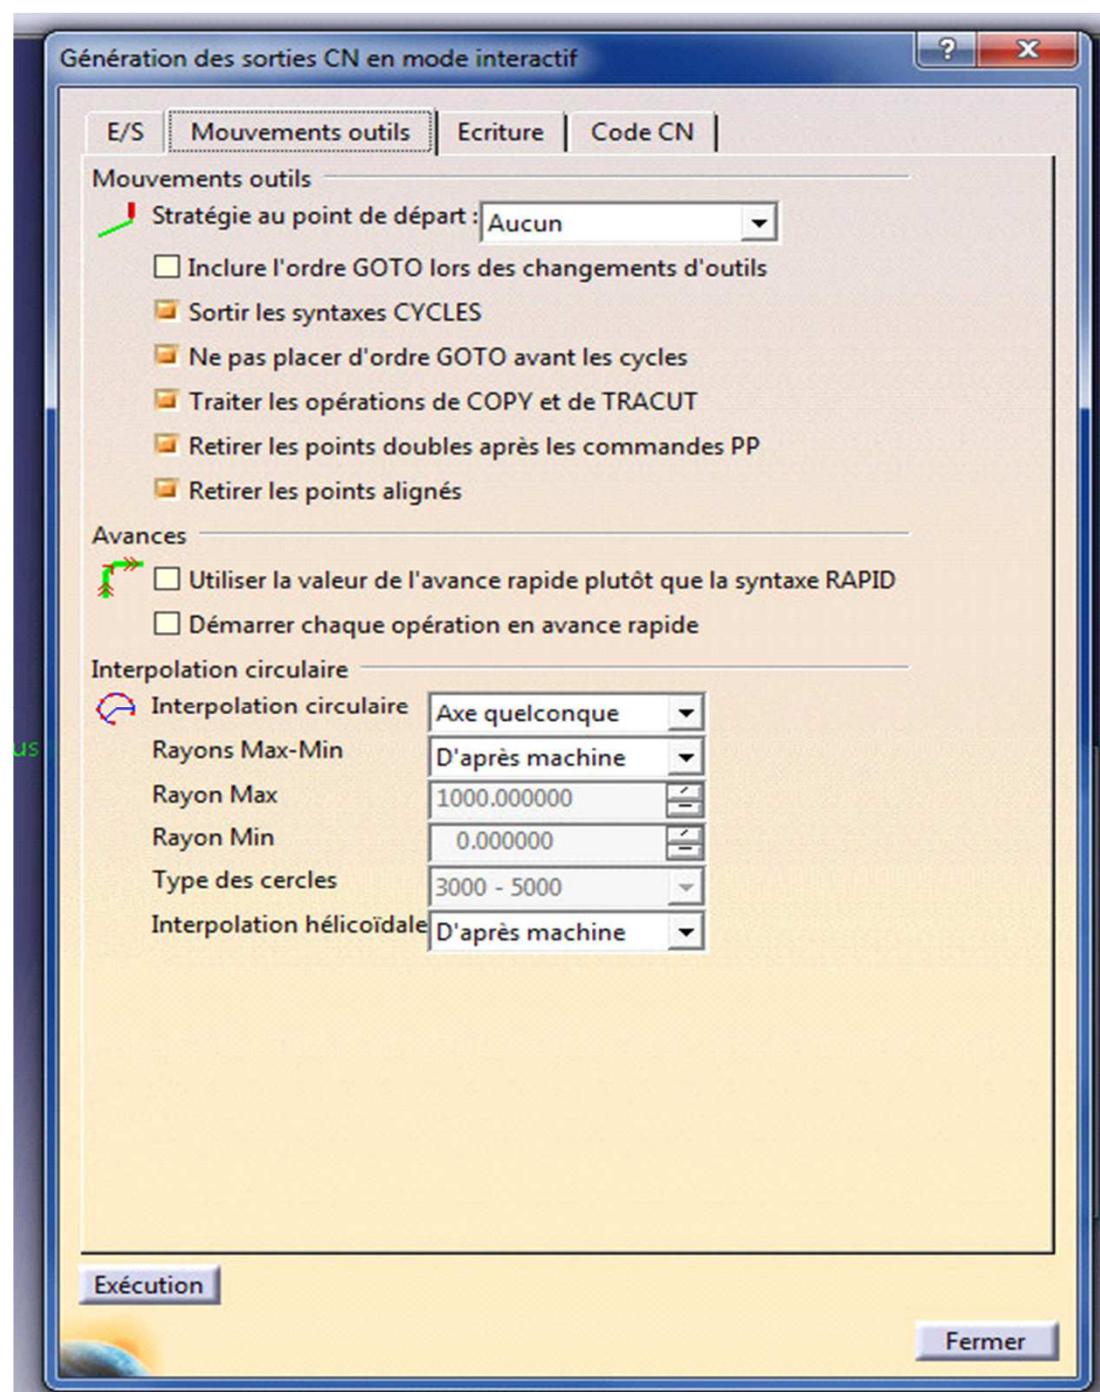 Génération des sorties CN en mode interactif
? X
E/S Mouvements outils Ecriture Code CN
Mouvements outils
Stratégie au point de départ : Aucun
Inclure l'ordre GOTO lors des changements d'outils
Sortir les syntaxes CYCLES
Ne pas placer d'ordre GOTO avant les cycles
Traiter les opérations de COPY et de TRACUT
Retirer les points doubles après les commandes PP
Retirer les points alignés
Avances
Utiliser la valeur de l'avance rapide plutôt que la syntaxe RAPID
Démarrer chaque opération en avance rapide
Interpolation circulaire
Interpolation circulaire Axe quelconque
us
Rayons Max-Min D'après machine
Rayon Max 1000.000000
Rayon Min 0.000000
Type des cercles 3000 - 5000
Interpolation hélicoïdale D'après machine
Exécution
Fermer